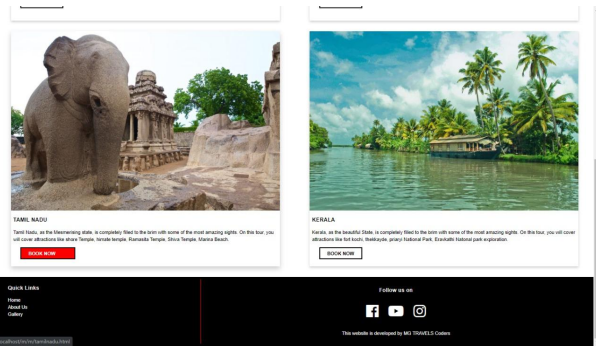 TAMIL NADU
Tamil Nadu, as the Mesmerising state, is completely filled to the brim with some of the most amazing sights. On this tour, you
will cover attractions like share Temple, Temple, Ramasita Temple, Shiva Temple, Marina Beach.
BOOK NOW
KERALA
Kerala, as the beautiful State, is completely filled to the brim with some of the most amazing sights. On this tour, you will cover
attractions like fort kochi, thekkayde, priaryi National Park, Eravikathi National park exploration.
BOOK NOW
Quick Links
Home
About Us
Gallery
Follow us on
This website is developed by MG TRAVELS Coders
ocalhost/m/m/tamilnadu.html